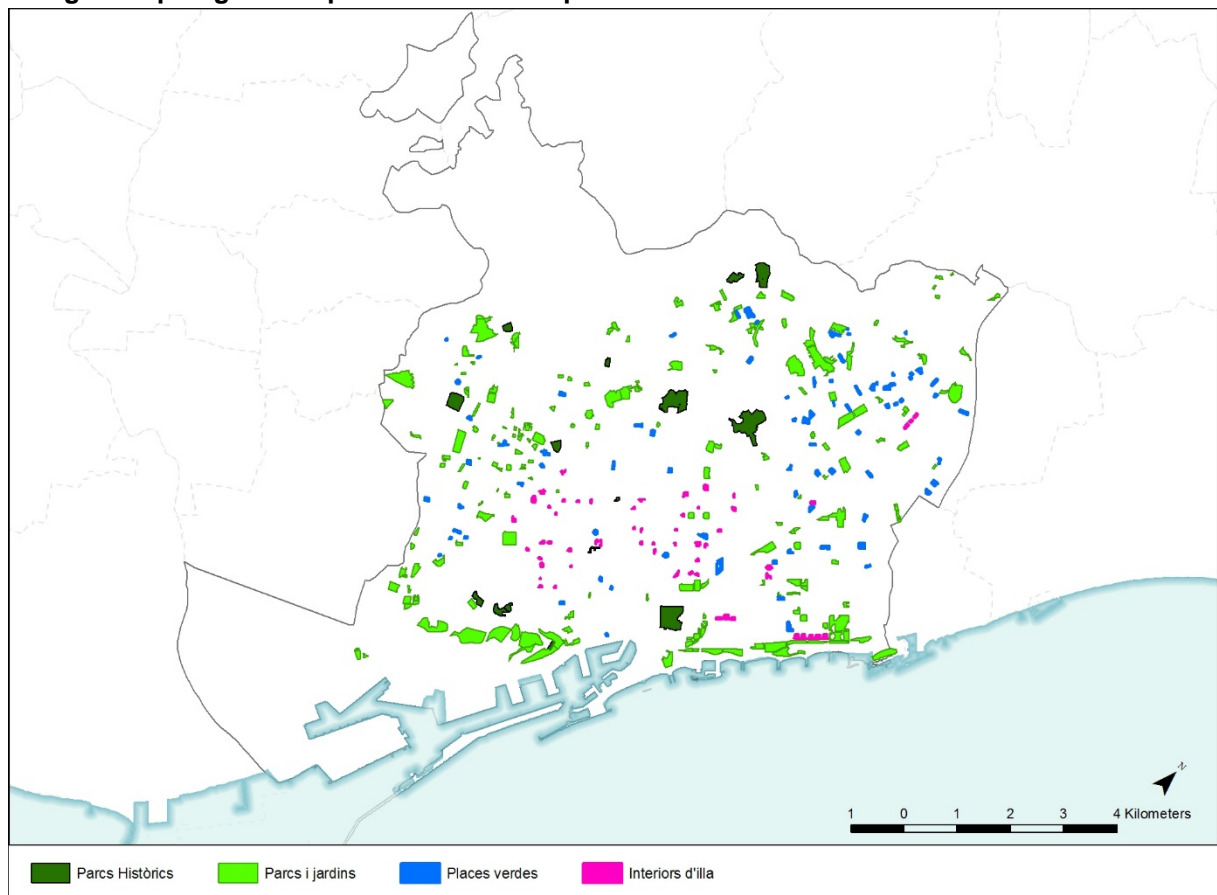 N
1 0 1 2 3 4 Kilometers
Parcs Històrics Parcs i jardins Places verdes Interiors d'illa